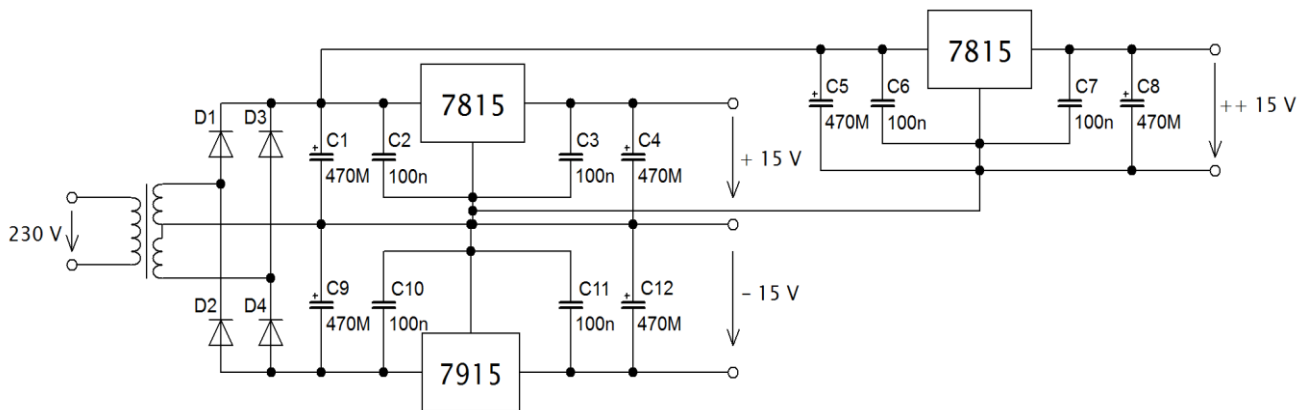 7815
C5
470M
C6
100n
C7
100n
C8
470M
++ 15 V
D1
D3
7815
C1
470M
C2
100n
C3
100n
C4
470M
+ 15 V
230 V
D2
D4
C9
470M
C10
100n
C11
100n
C12
470M
– 15 V
7915